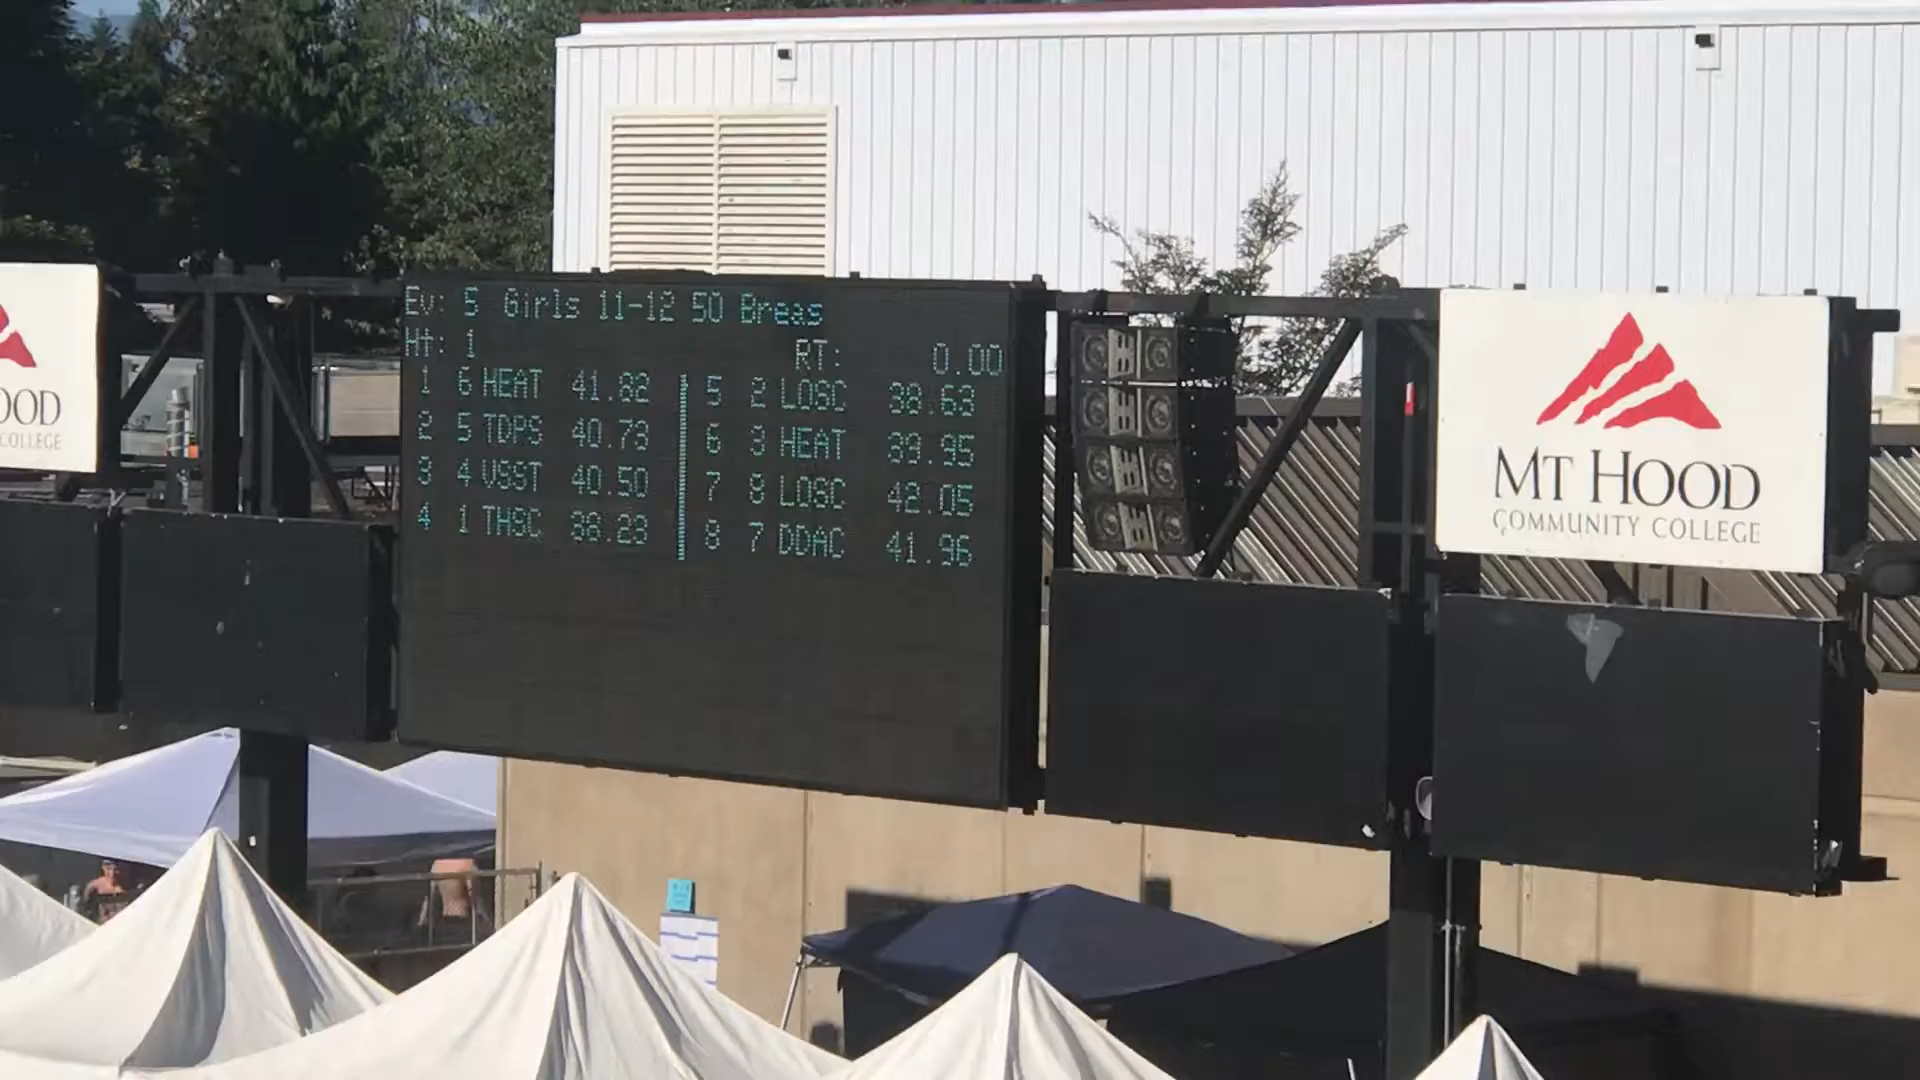 Ev: 5 Girls 11-12 50 Breas
Ht: 1 RT: 0.00
1 6 HEAT 41.82 5 2 LOSC 38.63
2 5 TDPS 40.73 6 3 HEAT 39.95
3 4 VSST 40.50 7 8 LOSC 42.05
4 1 THSC 38.23 8 7 DDAC 41.96
OOD
COLLEGE
MT HOOD
COMMUNITY COLLEGE